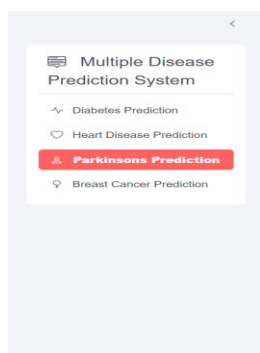 Multiple Disease
Prediction System
Diabetes Prediction
Heart Disease Prediction
Parkinsons Prediction
Breast Cancer Prediction